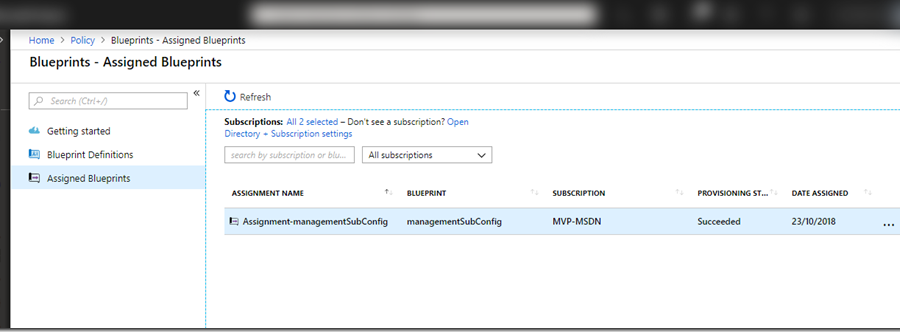 Home > Policy > Blueprints - Assigned Blueprints
Blueprints - Assigned Blueprints
Search (Ctrl+/)
«
Getting started
Blueprint Definitions
Assigned Blueprints
Refresh
Subscriptions: All 2 selected – Don't see a subscription? Open
Directory + Subscription settings
search by subscription or blu... All subscriptions
ASSIGNMENT NAME BLUEPRINT SUBSCRIPTION PROVISIONING ST... DATE ASSIGNED
Assignment-managementSubConfig managementSubConfig MVP-MSDN Succeeded 23/10/2018 ...